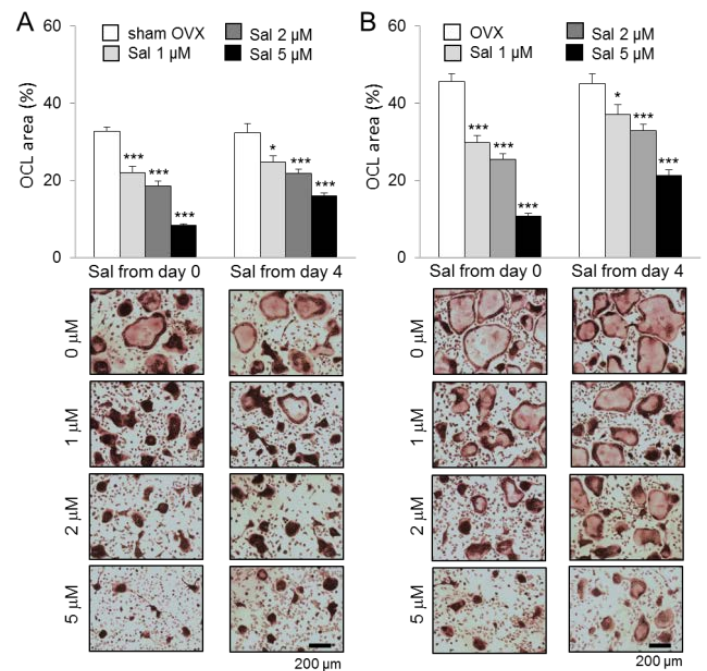 A
60
OCL area (%)
40
20
0
sham OVX
Sal 1 µM
Sal 2 µM
Sal 5 µM
***
***
***
*
***
***
Sal from day 0
Sal from day 4
0 µM
1 µM
2 µM
5 µM
200 µm
B
60
OCL area (%)
40
20
0
OVX
Sal 1 µM
Sal 2 µM
Sal 5 µM
***
***
***
*
***
***
Sal from day 0
Sal from day 4
0 µM
1 µM
2 µM
5 µM
200 µm